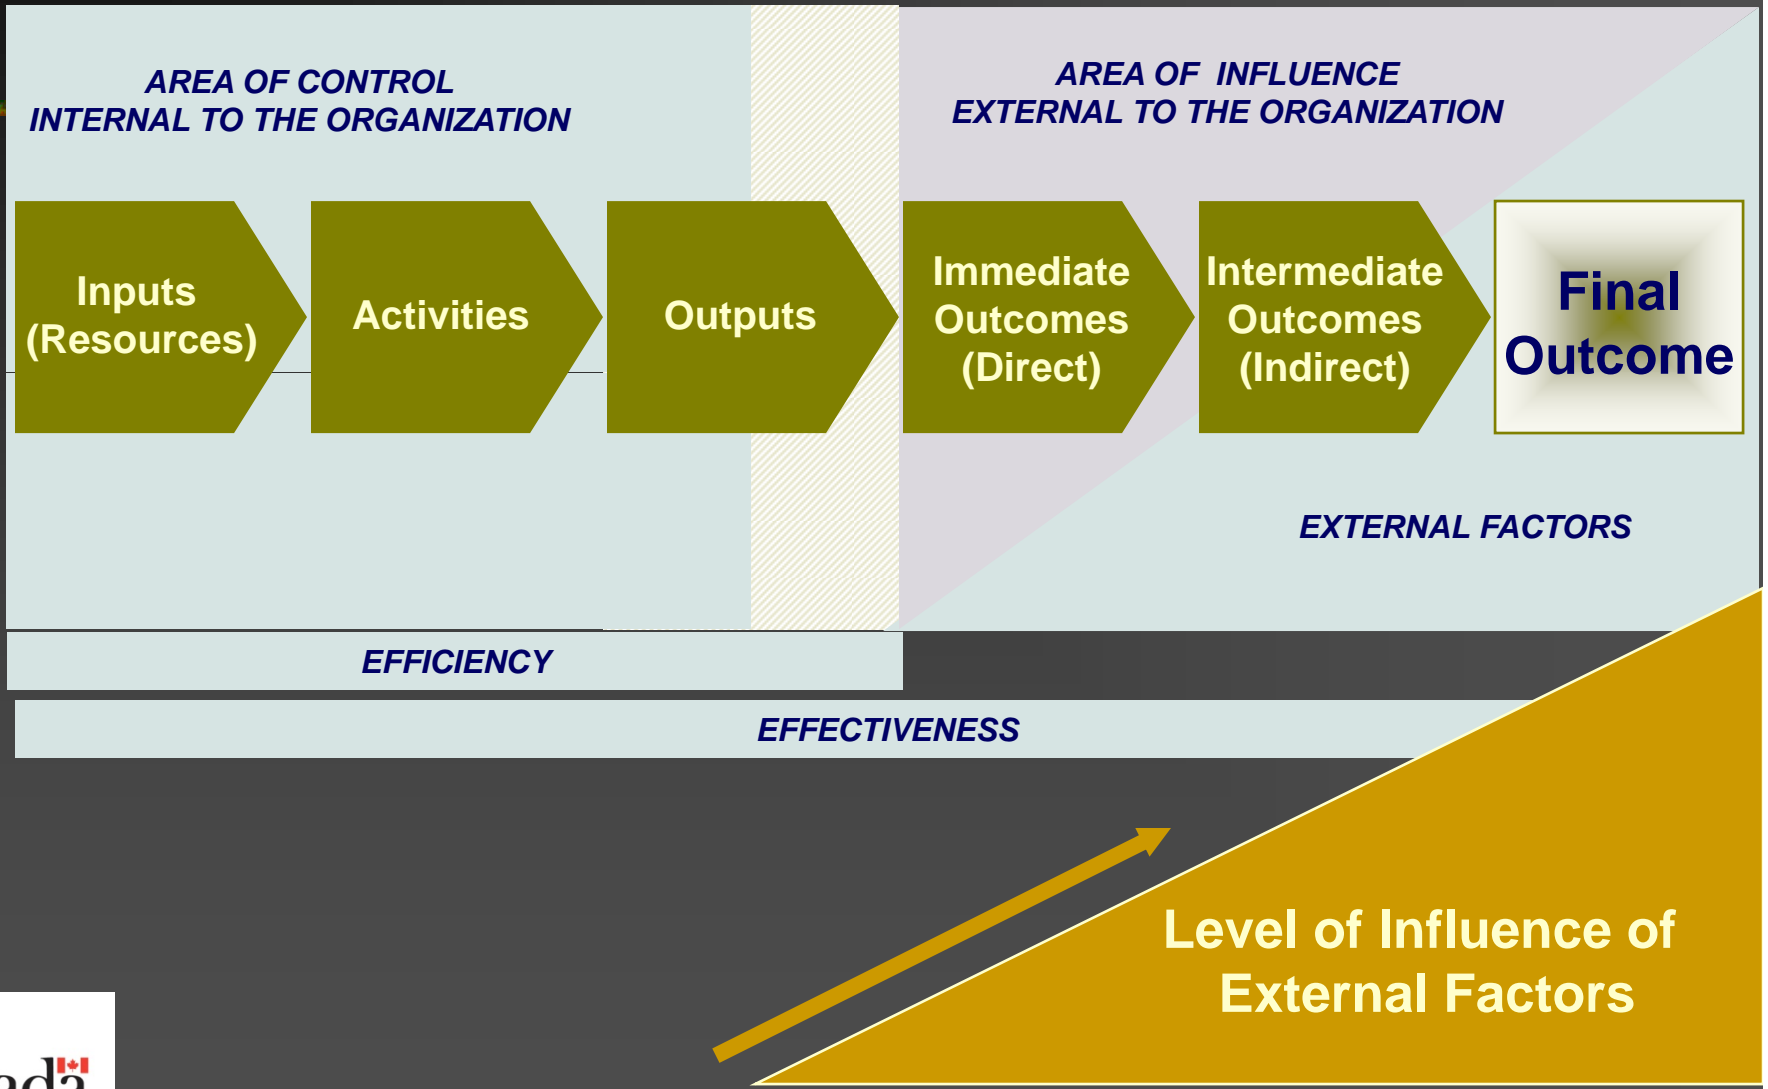 AREA OF CONTROL
INTERNAL TO THE ORGANIZATION
AREA OF INFLUENCE
EXTERNAL TO THE ORGANIZATION
Inputs
(Resources)
Activities
Outputs
Immediate
Outcomes
(Direct)
Intermediate
Outcomes
(Indirect)
Final
Outcome
EXTERNAL FACTORS
EFFICIENCY
EFFECTIVENESS
Level of Influence of
External Factors